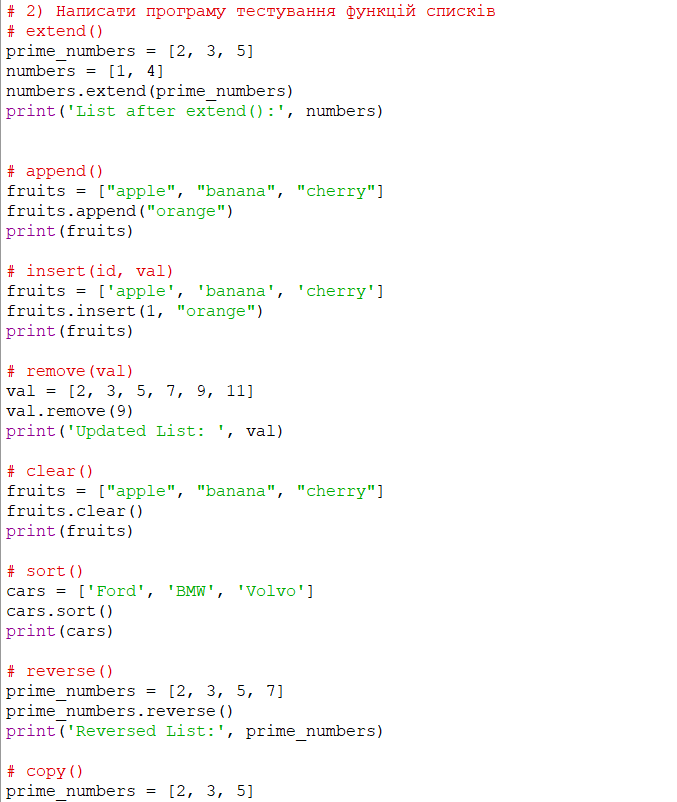 # 2) Написати програму тестування функцій списків
# extend()
prime_numbers = [2, 3, 5]
numbers = [1, 4]
numbers.extend(prime_numbers)
print('List after extend():', numbers)
# append()
fruits = ["apple", "banana", "cherry"]
fruits.append("orange")
print(fruits)
# insert(id, val)
fruits = ['apple', 'banana', 'cherry']
fruits.insert(1, "orange")
print(fruits)
# remove(val)
val = [2, 3, 5, 7, 9, 11]
val.remove(9)
print('Updated List: ', val)
# clear()
fruits = ["apple", "banana", "cherry"]
fruits.clear()
print(fruits)
# sort()
cars = ['Ford', 'BMW', 'Volvo']
cars.sort()
print(cars)
# reverse()
prime_numbers = [2, 3, 5, 7]
prime_numbers.reverse()
print('Reversed List:', prime_numbers)
# copy()
prime_numbers = [2, 3, 5]